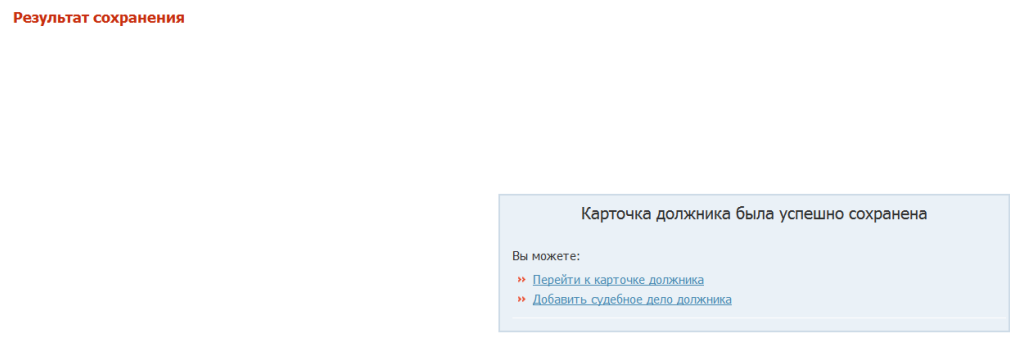 Результат сохранения
Карточка должника была успешно сохранена
Вы можете:
Перейти к карточке должника
Добавить судебное дело должника